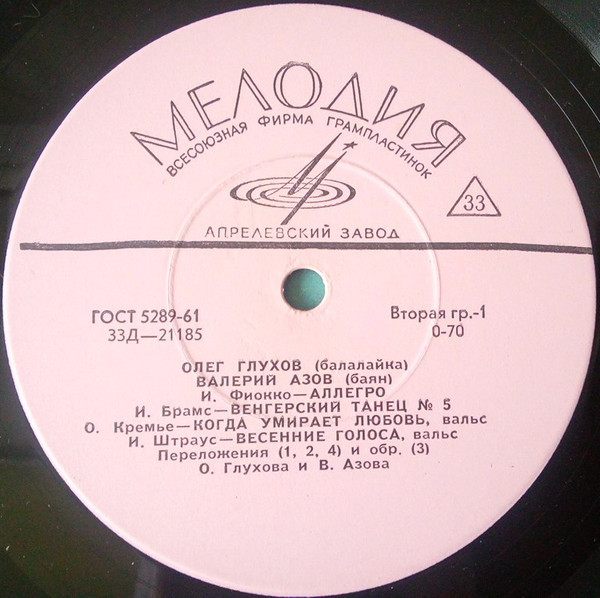 МЕЛОДИЯ
ВСЕСОЮЗНАЯ ФИРМА ГРАМПЛАСТИНОК
33
АПРЕЛЕВСКИЙ ЗАВОД
ГОСТ 5289-61
Вторая гр.-1
33Д—21185
0-70
ОЛЕГ ГЛУХОВ (балалайка)
ВАЛЕРИЙ АЗОВ (баян)
И. Фиокко—АЛЛЕГРО
И. Брамс—ВЕНГЕРСКИЙ ТАНЕЦ № 5
О. Кремье—КОГДА УМИРАЕТ ЛЮБОВЬ, вальс
И. Штраус—ВЕСЕННИЕ ГОЛОСА, вальс
Переложения (1, 2, 4) и обр. (3)
О. Глухова и В. Азова